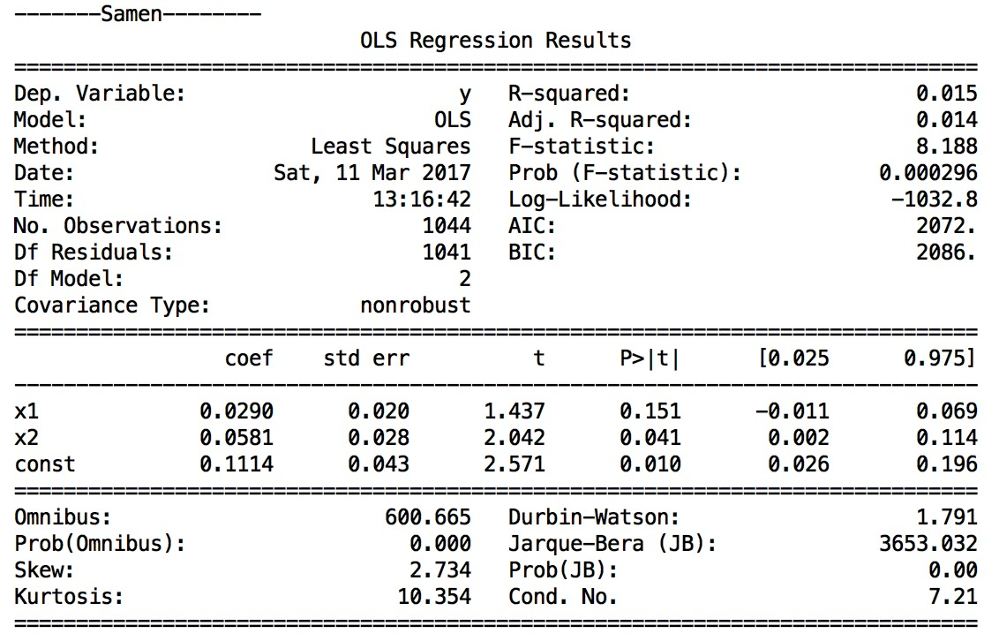 -------Samen--------
OLS Regression Results
==============================================================================
Dep. Variable: y R-squared: 0.015
Model: OLS Adj. R-squared: 0.014
Method: Least Squares F-statistic: 8.188
Date: Sat, 11 Mar 2017 Prob (F-statistic): 0.000296
Time: 13:16:42 Log-Likelihood: -1032.8
No. Observations: 1044 AIC: 2072.
Df Residuals: 1041 BIC: 2086.
Df Model: 2
Covariance Type: nonrobust
==============================================================================
coef std err t P>|t| [0.025 0.975]
------------------------------------------------------------------------------
x1 0.0290 0.020 1.437 0.151 -0.011 0.069
x2 0.0581 0.028 2.042 0.041 0.002 0.114
const 0.1114 0.043 2.571 0.010 0.026 0.196
==============================================================================
Omnibus: 600.665 Durbin-Watson: 1.791
Prob(Omnibus): 0.000 Jarque-Bera (JB): 3653.032
Skew: 2.734 Prob(JB): 0.00
Kurtosis: 10.354 Cond. No. 7.21
==============================================================================